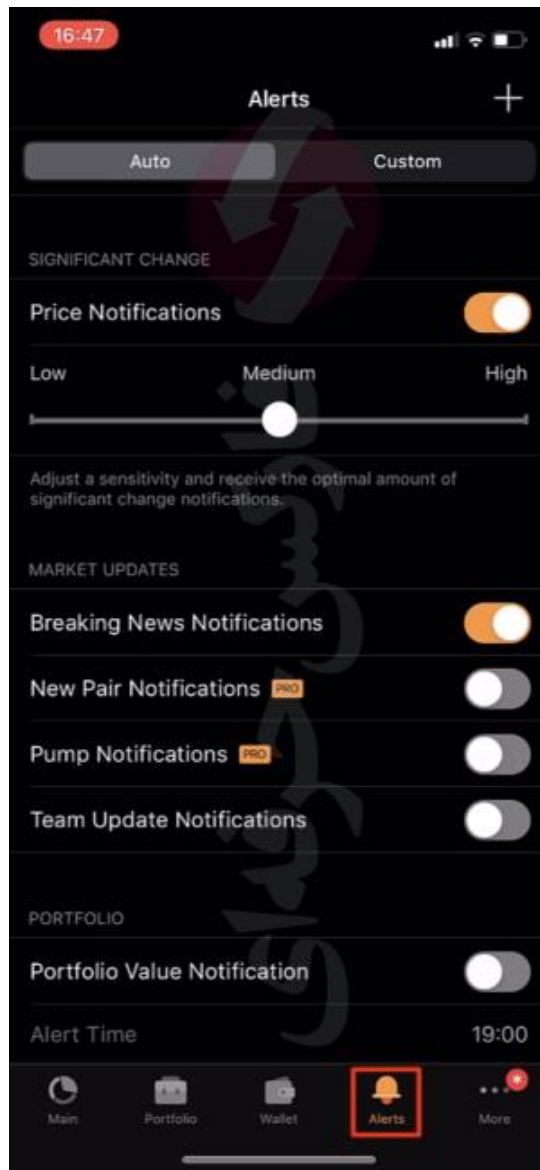 16:47
Alerts
Auto Custom
SIGNIFICANT CHANGE
Price Notifications
Low Medium High
Adjust a sensitivity and receive the optimal amount of
significant change notifications.
MARKET UPDATES
Breaking News Notifications
New Pair Notifications PRO
Pump Notifications PRO
Team Update Notifications
PORTFOLIO
Portfolio Value Notification
Alert Time 19:00
Main Portfolio Wallet Alerts More